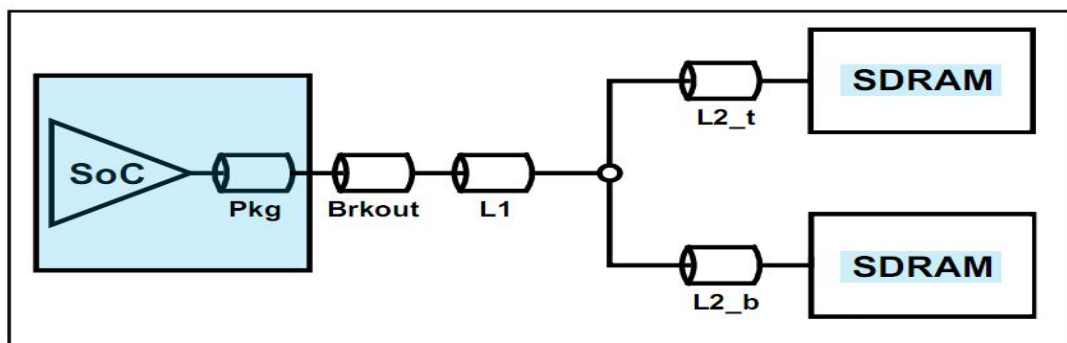 SoC
Pkg
Brkout
L1
L2_t
SDRAM
L2_b
SDRAM